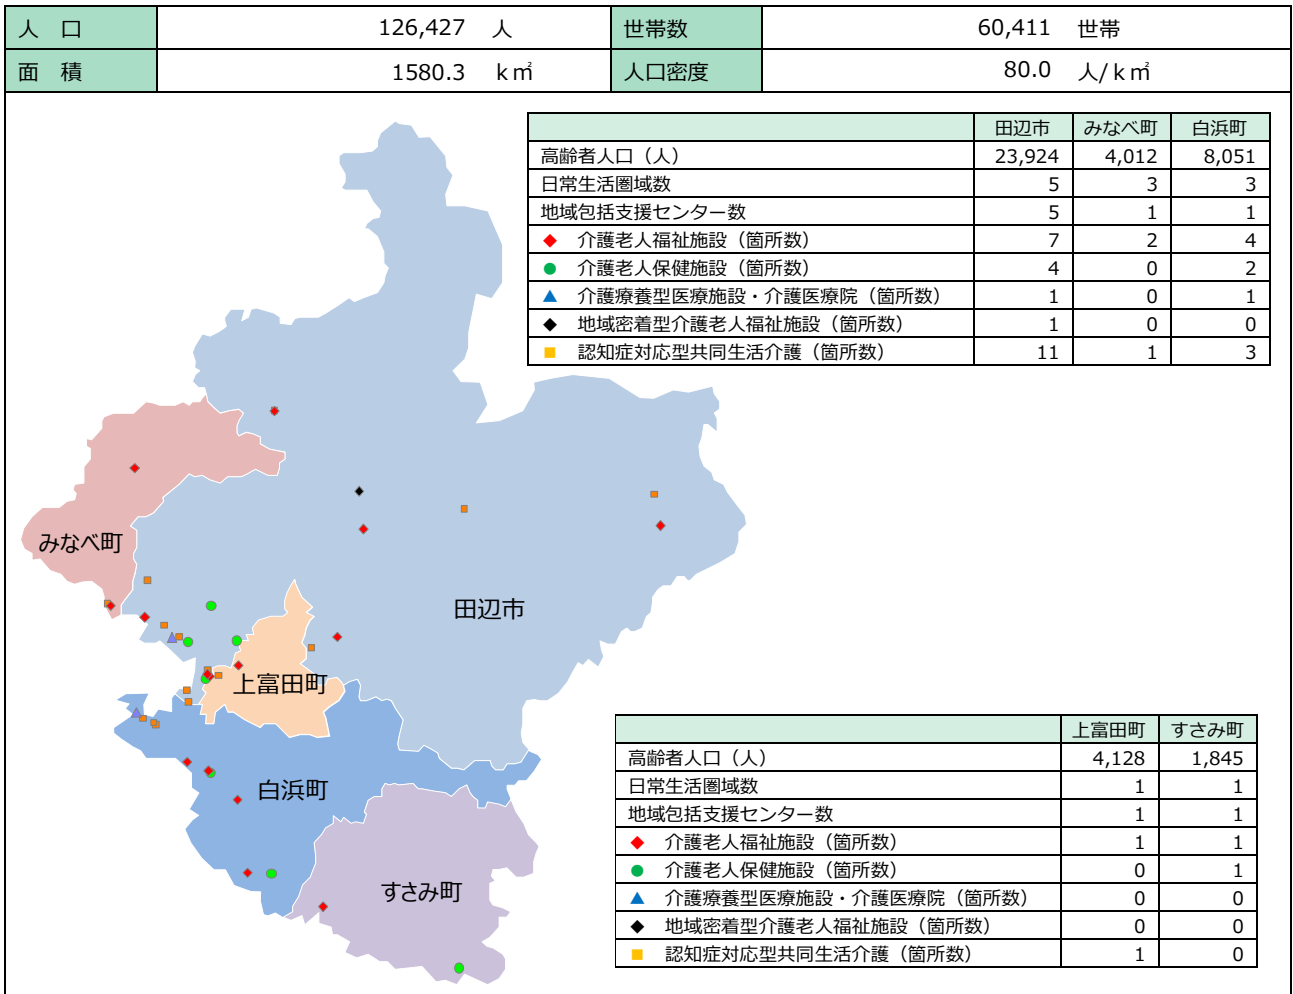 人 口 126,427 人 世帯数 60,411 世帯
面 積 1580.3 k㎡ 人口密度 80.0 人/k㎡
田辺市 みなべ町 白浜町
高齢者人口（人） 23,924 4,012 8,051
日常生活圏域数 5 3 3
地域包括支援センター数 5 1 1
◆ 介護老人福祉施設（箇所数） 7 2 4
● 介護老人保健施設（箇所数） 4 0 2
▲ 介護療養型医療施設・介護医療院（箇所数） 1 0 1
◆ 地域密着型介護老人福祉施設（箇所数） 1 0 0
■ 認知症対応型共同生活介護（箇所数） 11 1 3
みなべ町
田辺市
上富田町
白浜町
すさみ町
上富田町 すさみ町
高齢者人口（人） 4,128 1,845
日常生活圏域数 1 1
地域包括支援センター数 1 1
◆ 介護老人福祉施設（箇所数） 1 1
● 介護老人保健施設（箇所数） 0 1
▲ 介護療養型医療施設・介護医療院（箇所数） 0 0
◆ 地域密着型介護老人福祉施設（箇所数） 0 0
■ 認知症対応型共同生活介護（箇所数） 1 0